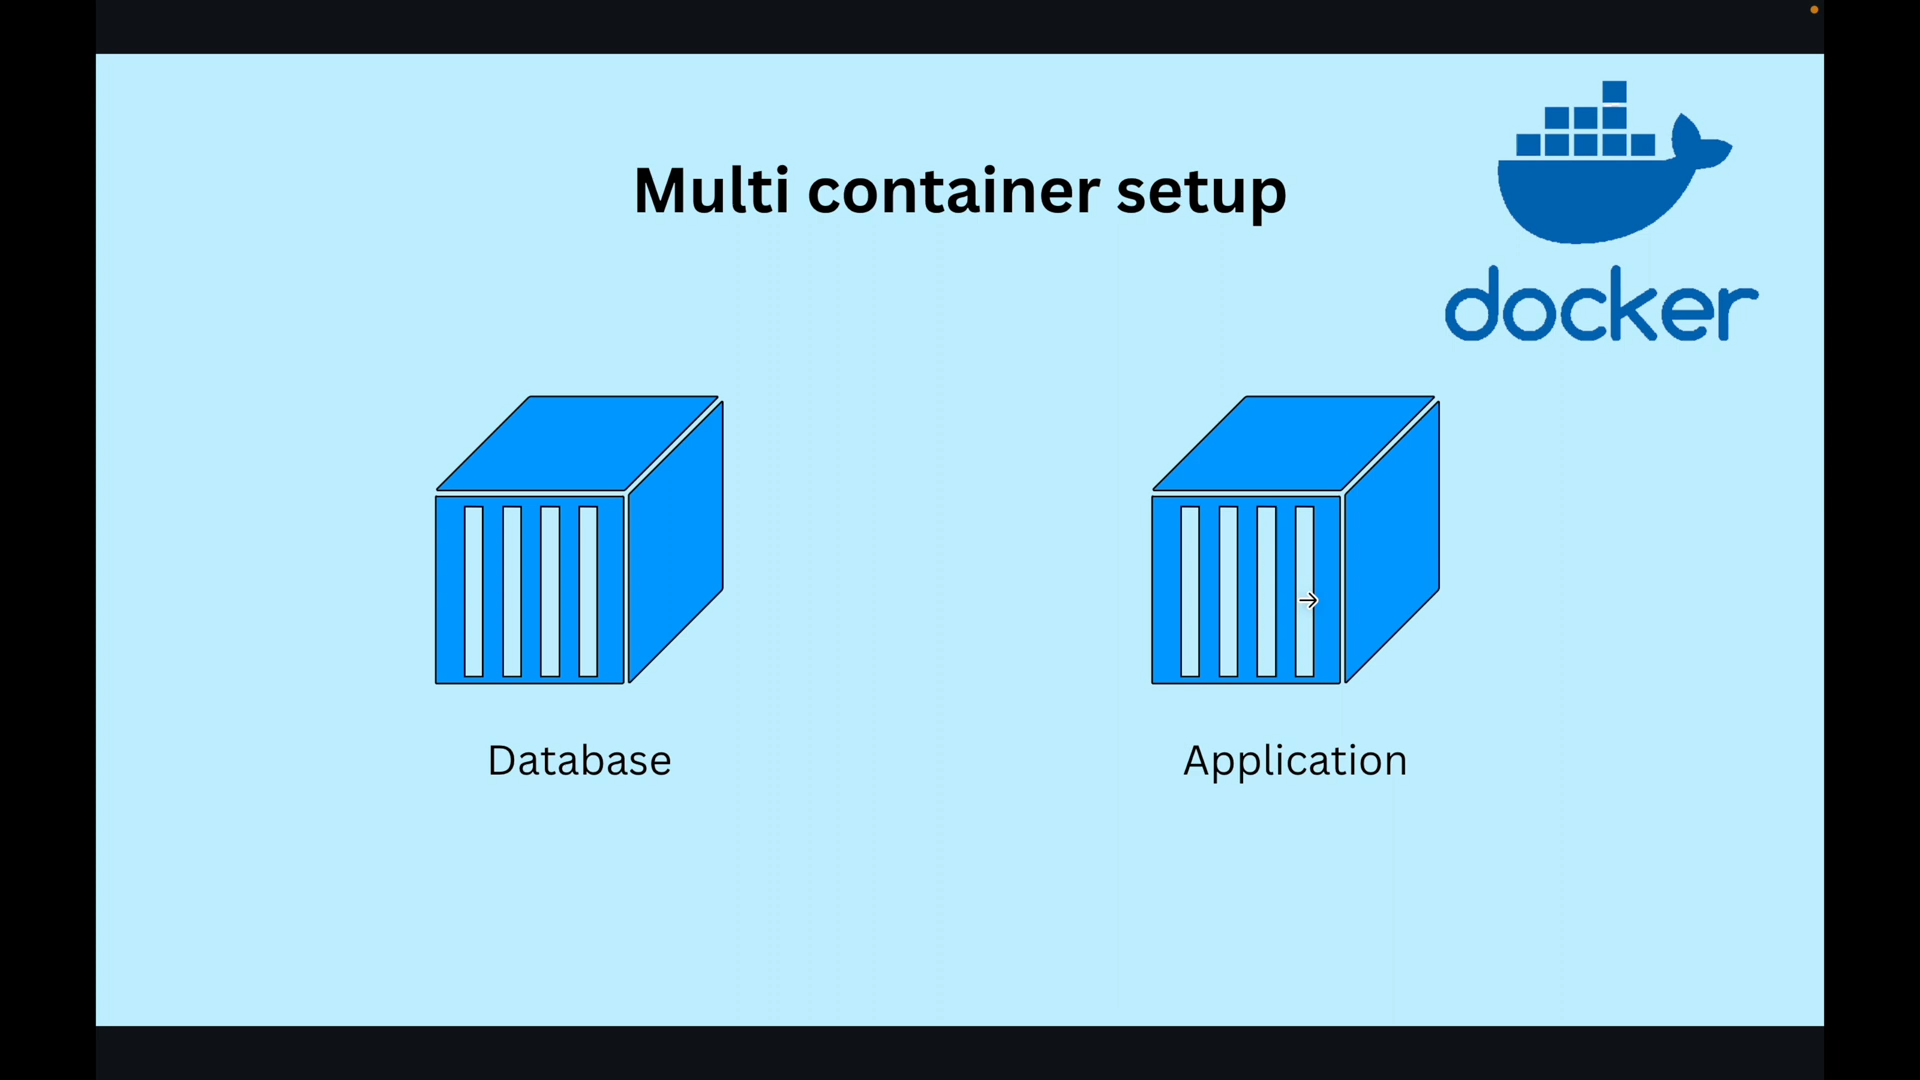 Multi container setup
docker
Database
Application